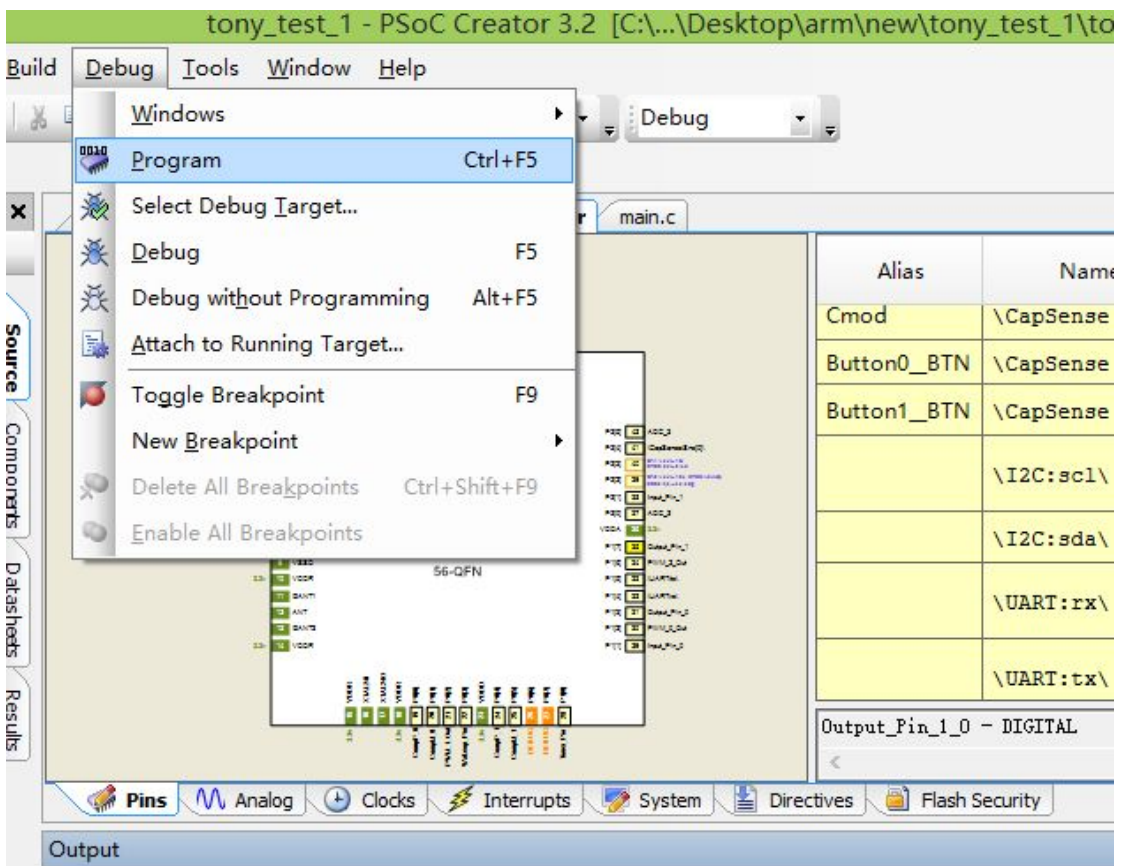 tony_test_1 - PSoC Creator 3.2 [C:\...\Desktop\arm\new\tony_test_1\to
Build Debug Tools Window Help
Windows
Debug
Program Ctrl+F5
Select Debug Target...
main.c
Debug F5
Debug without Programming Alt+F5
Attach to Running Target...
Toggle Breakpoint F9
New Breakpoint
Delete All Breakpoints Ctrl+Shift+F9
Enable All Breakpoints
Source
Components
Datasheets
Results
Alias Name
Cmod \CapSense
Button0__BTN \CapSense
Button1__BTN \CapSense
\I2C:scl\
\I2C:sda\
\UART:rx\
\UART:tx\
56-QFN
Output_Pin_1_0 - DIGITAL
Pins Analog Clocks Interrupts System Directives Flash Security
Output